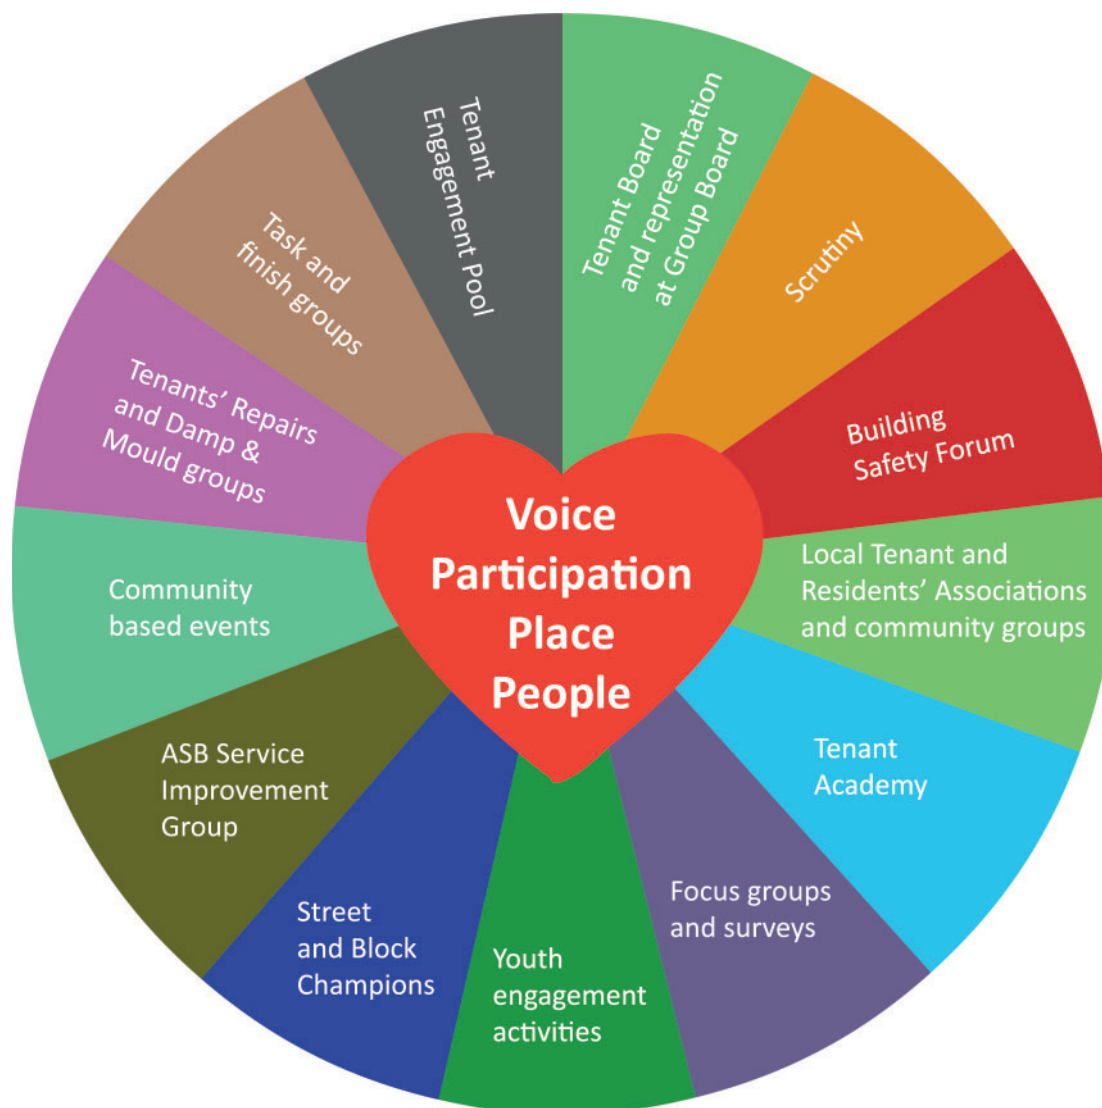 Tenant Board
and representation
at Group Board
Scrutiny
Building
Safety Forum
Local Tenant and
Residents’ Associations
and community groups
Tenant
Academy
Focus groups
and surveys
Youth
engagement
activities
Street
and Block
Champions
ASB Service
Improvement
Group
Community
based events
Tenants’ Repairs
and Damp &
Mould groups
Task and
finish groups
Tenant
Engagement Pool
Voice
Participation
Place
People